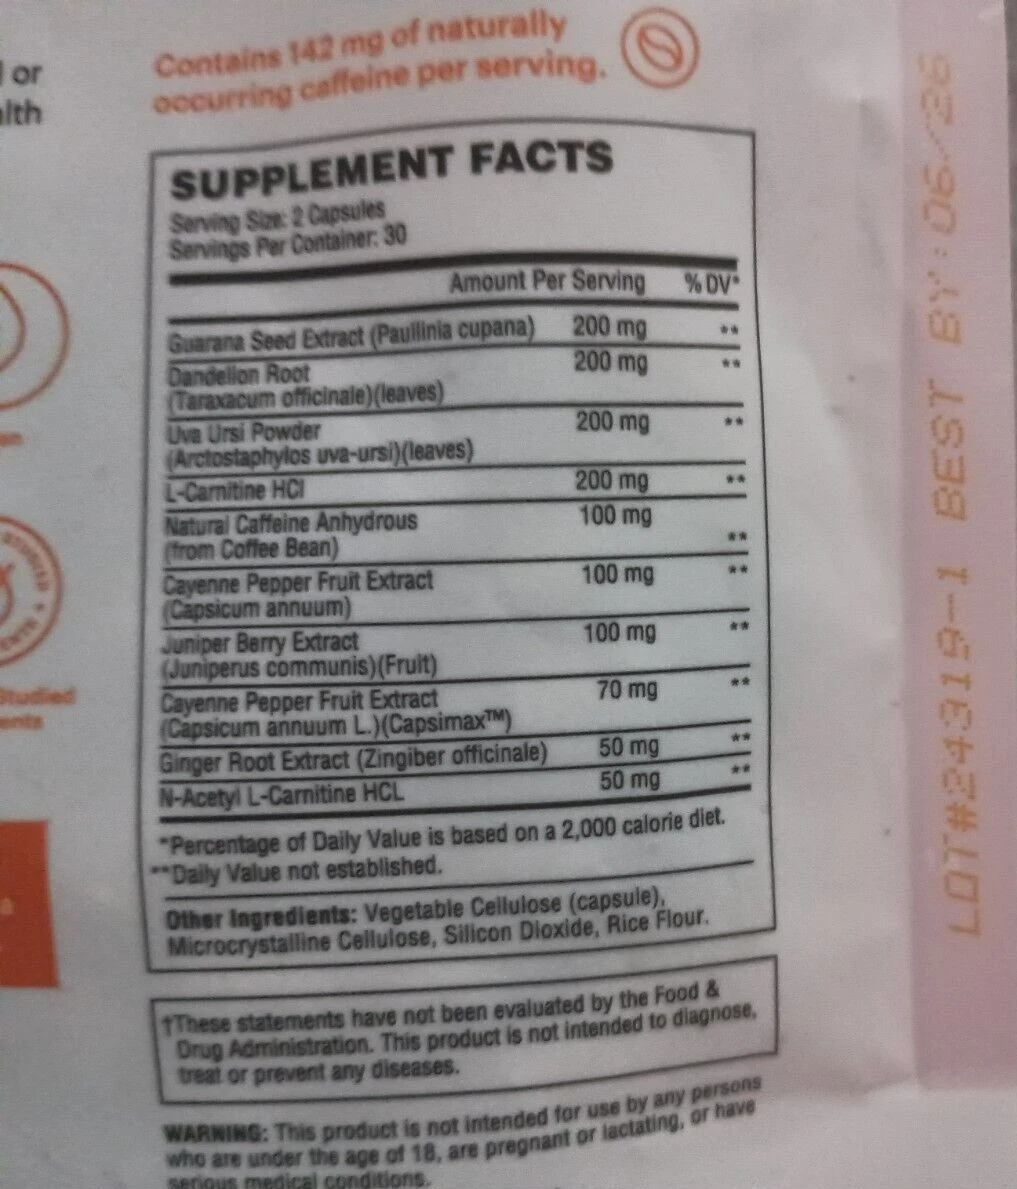 l or
alth
Contains 142 mg of naturally
occurring caffeine per serving.
SUPPLEMENT FACTS
Serving Size: 2 Capsules
Servings Per Container: 30
Amount Per Serving % DV*
Guarana Seed Extract (Paullinia cupana) 200 mg **
Dandelion Root 200 mg **
(Taraxacum officinale)(leaves)
Uva Ursi Powder 200 mg **
(Arctostaphylos uva-ursi)(leaves)
L-Carnitine HCl 200 mg **
Natural Caffeine Anhydrous 100 mg
(from Coffee Bean) **
Cayenne Pepper Fruit Extract 100 mg **
(Capsicum annuum)
Juniper Berry Extract 100 mg **
(Juniperus communis)(Fruit)
Cayenne Pepper Fruit Extract 70 mg **
(Capsicum annuum L.)(Capsimax™)
Ginger Root Extract (Zingiber officinale) 50 mg **
N-Acetyl L-Carnitine HCL 50 mg **
*Percentage of Daily Value is based on a 2,000 calorie diet.
**Daily Value not established.
Other Ingredients: Vegetable Cellulose (capsule),
Microcrystalline Cellulose, Silicon Dioxide, Rice Flour.
†These statements have not been evaluated by the Food &
Drug Administration. This product is not intended to diagnose,
treat or prevent any diseases.
WARNING: This product is not intended for use by any persons
who are under the age of 18, are pregnant or lactating, or have
serious medical conditions.
Studied
ents
LOT#24319-1 BEST BY:06/26